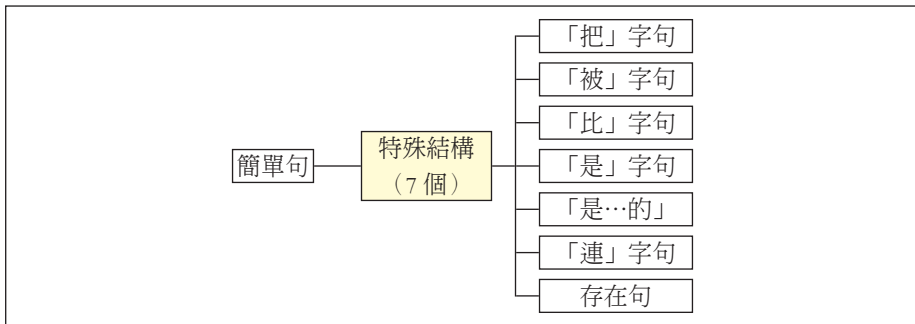 簡單句
特殊結構
（7 個）
「把」字句
「被」字句
「比」字句
「是」字句
「是…的」
「連」字句
存在句